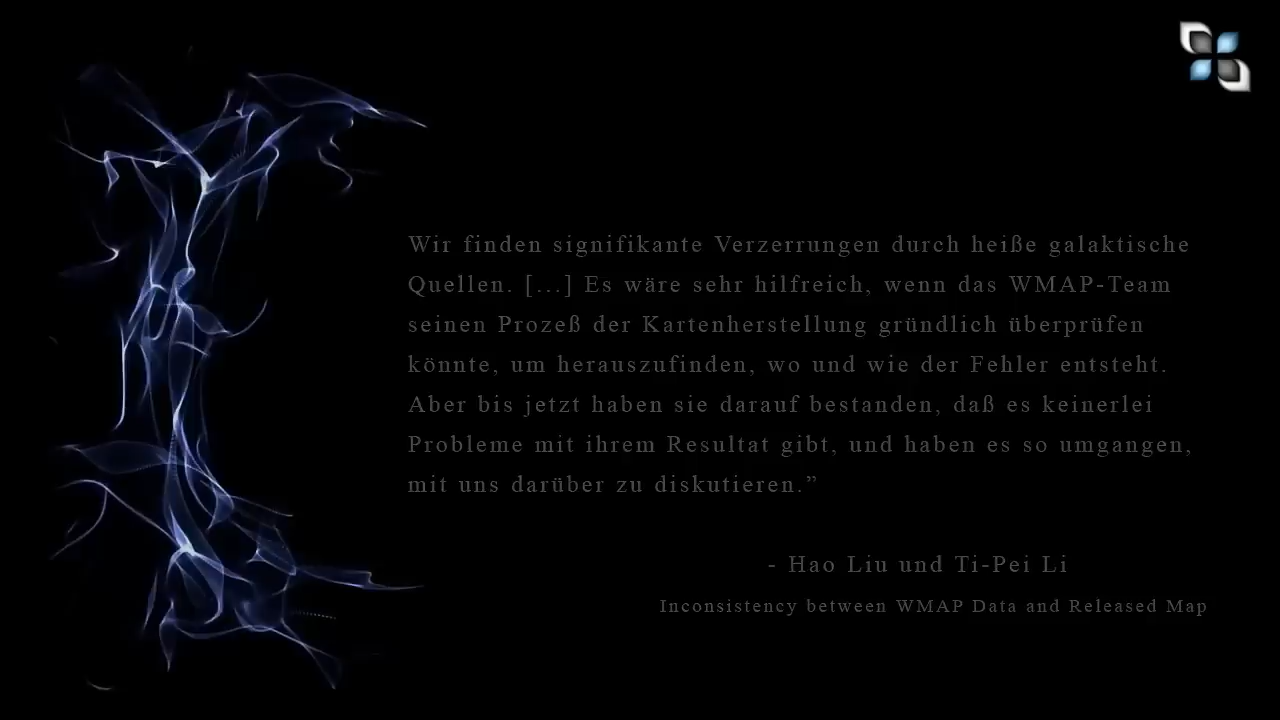 Wir finden signifikante Verzerrungen durch heiße galaktische
Quellen. [...] Es wäre sehr hilfreich, wenn das WMAP-Team
seinen Prozeß der Kartenherstellung gründlich überprüfen
könnte, um herauszufinden, wo und wie der Fehler entsteht.
Aber bis jetzt haben sie darauf bestanden, daß es keinerlei
Probleme mit ihrem Resultat gibt, und haben es so umgangen,
mit uns darüber zu diskutieren.”
- Hao Liu und Ti-Pei Li
Inconsistency between WMAP Data and Released Map